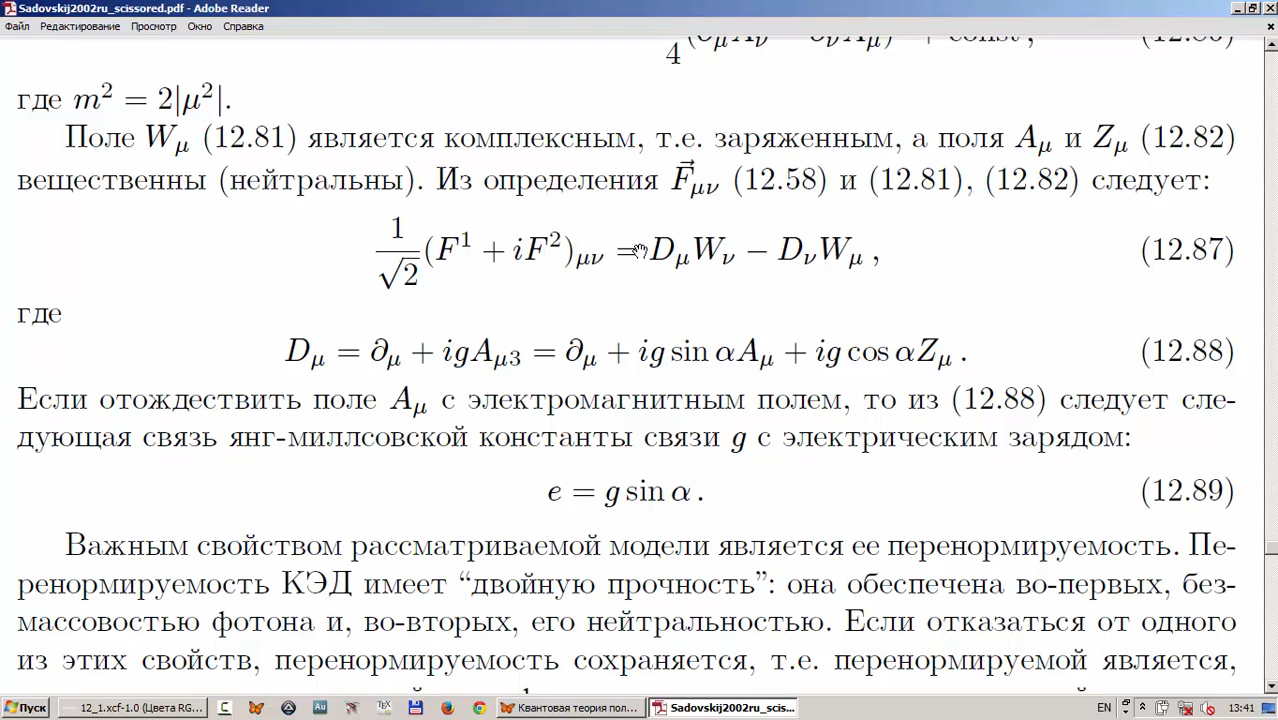 Sadovskij2002ru_scissored.pdf - Adobe Reader
Файл Редактирование Просмотр Окно Справка
4
где m² = 2|μ²|.
Поле W_μ (12.81) является комплексным, т.е. заряженным, а поля A_μ и Z_μ (12.82)
вещественны (нейтральны). Из определения F⃗_μν (12.58) и (12.81), (12.82) следует:
1/√2 (F¹ + iF²)_μν = D_μW_ν − D_νW_μ , (12.87)
где
D_μ = ∂_μ + igA_μ3 = ∂_μ + ig sin αA_μ + ig cos αZ_μ . (12.88)
Если отождествить поле A_μ с электромагнитным полем, то из (12.88) следует сле-
дующая связь янг-миллсовской константы связи g с электрическим зарядом:
e = g sin α . (12.89)
Важным свойством рассматриваемой модели является ее перенормируемость. Пе-
ренормируемость КЭД имеет “двойную прочность”: она обеспечена во-первых, без-
массовостью фотона и, во-вторых, его нейтральностью. Если отказаться от одного
из этих свойств, перенормируемость сохраняется, т.е. перенормируемой является,
Пуск 12_1.xcf-1.0 (Цвета RG... Квантовая теория пол... Sadovskij2002ru_sciss... EN 13:41